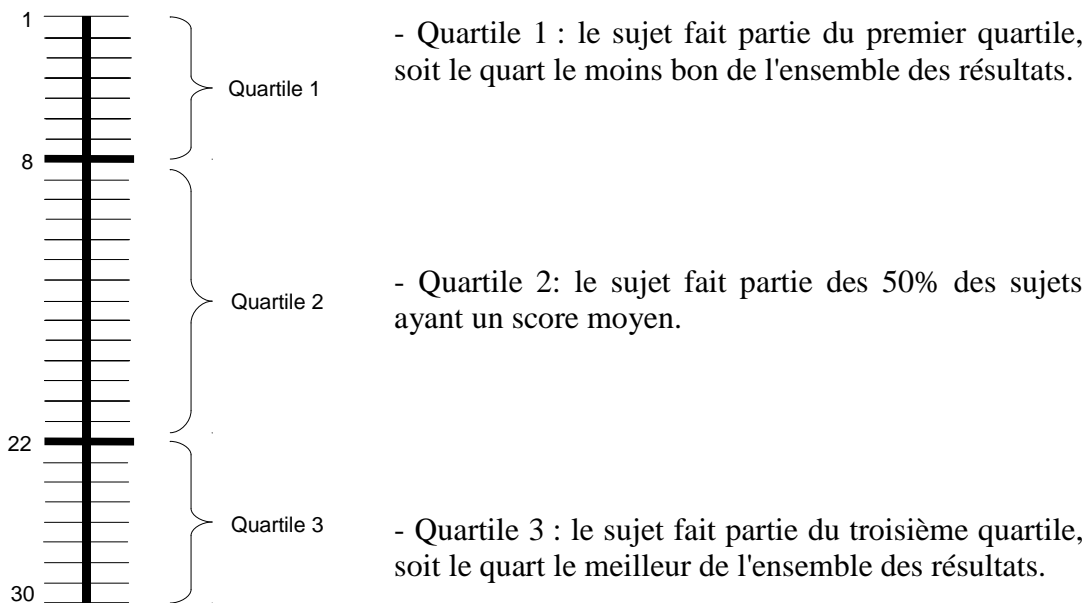 1
- Quartile 1 : le sujet fait partie du premier quartile,
soit le quart le moins bon de l'ensemble des résultats.
Quartile 1
8
- Quartile 2: le sujet fait partie des 50% des sujets
ayant un score moyen.
Quartile 2
22
Quartile 3
- Quartile 3 : le sujet fait partie du troisième quartile,
soit le quart le meilleur de l'ensemble des résultats.
30